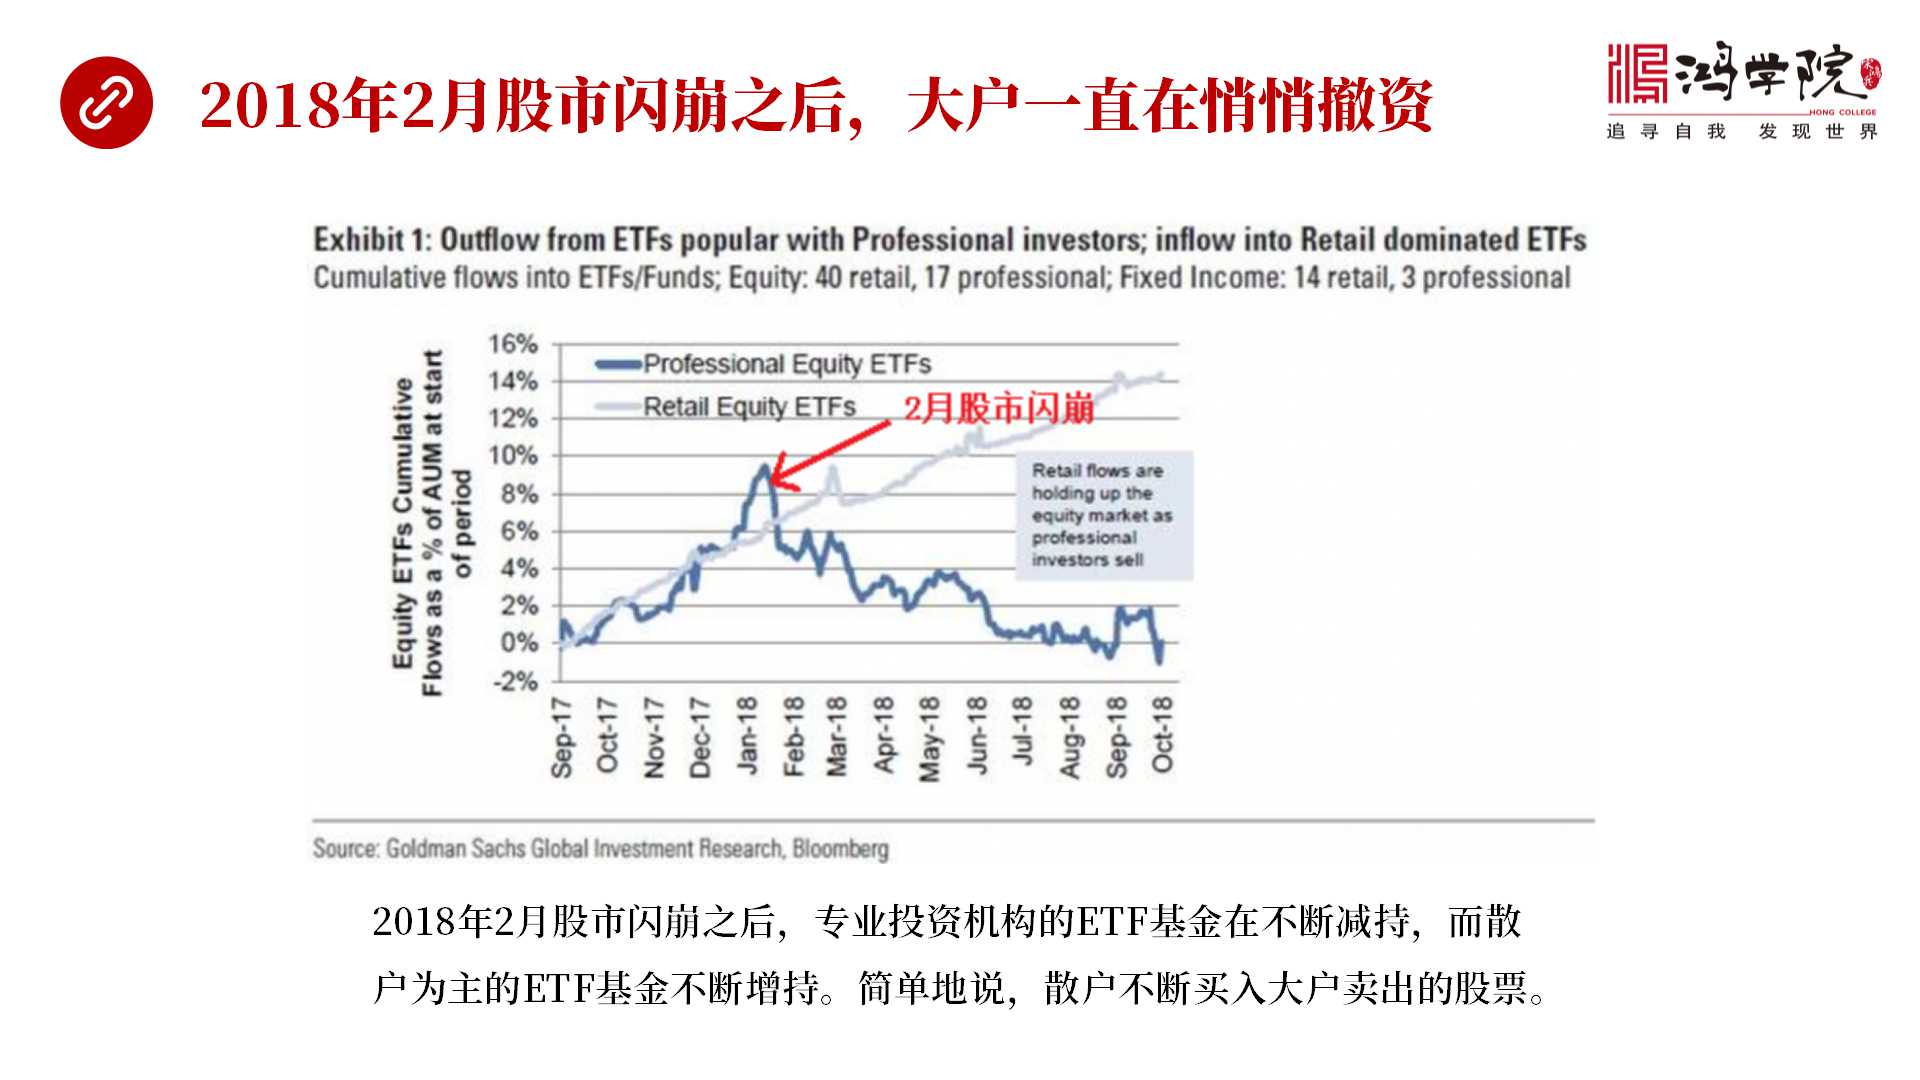 2018年2月股市闪崩之后，大户一直在悄悄撤资
鸿学院
HONG COLLEGE
追寻自我 发现世界
Exhibit 1: Outflow from ETFs popular with Professional investors; inflow into Retail dominated ETFs
Cumulative flows into ETFs/Funds; Equity: 40 retail, 17 professional; Fixed Income: 14 retail, 3 professional
Equity ETFs Cumulative
Flows as a % of AUM at start
of period
16%
14%
12%
10%
8%
6%
4%
2%
0%
-2%
Professional Equity ETFs
Retail Equity ETFs
2月股市闪崩
Retail flows are
holding up the
equity market as
professional
investors sell
Sep-17
Oct-17
Nov-17
Dec-17
Jan-18
Feb-18
Mar-18
Apr-18
May-18
Jun-18
Jul-18
Aug-18
Sep-18
Oct-18
Source: Goldman Sachs Global Investment Research, Bloomberg
2018年2月股市闪崩之后，专业投资机构的ETF基金在不断减持，而散
户为主的ETF基金不断增持。简单地说，散户不断买入大户卖出的股票。